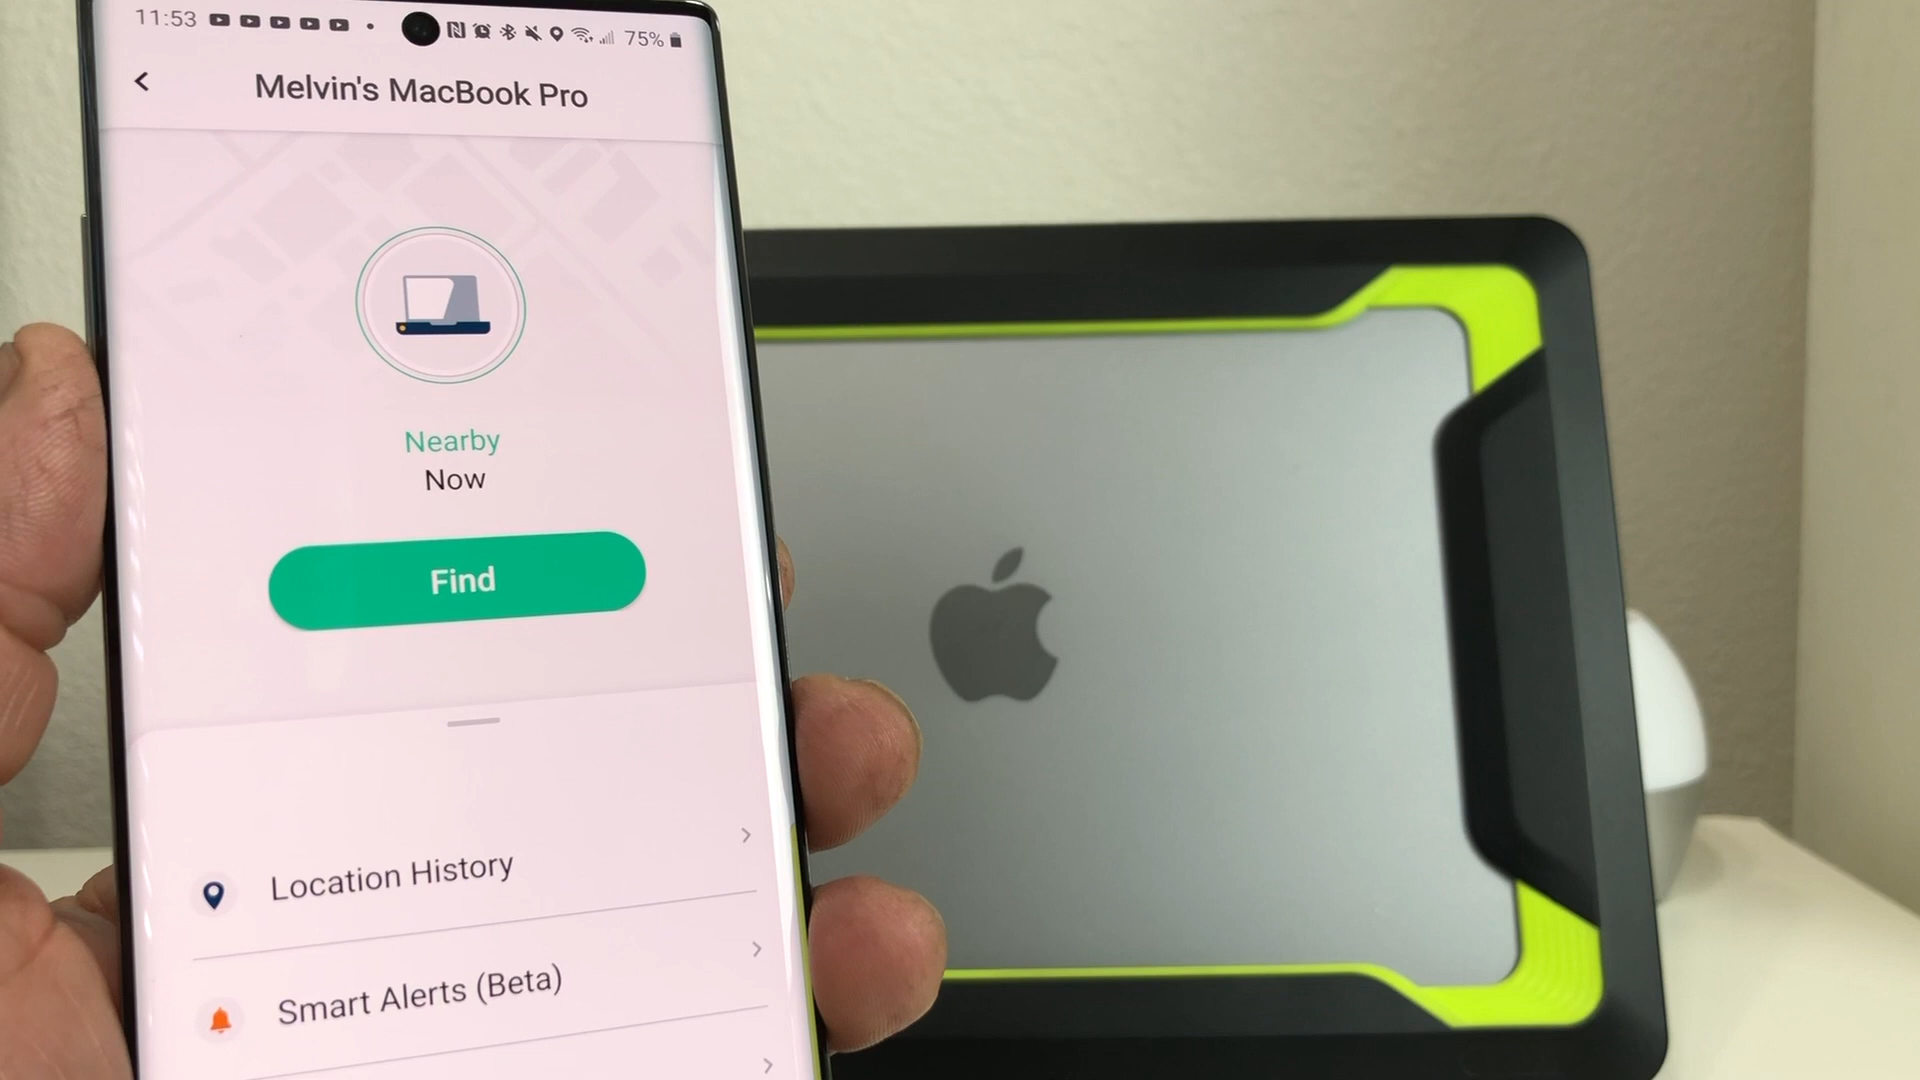 11:53 75%
Melvin's MacBook Pro
Nearby
Now
Find
Location History
Smart Alerts (Beta)